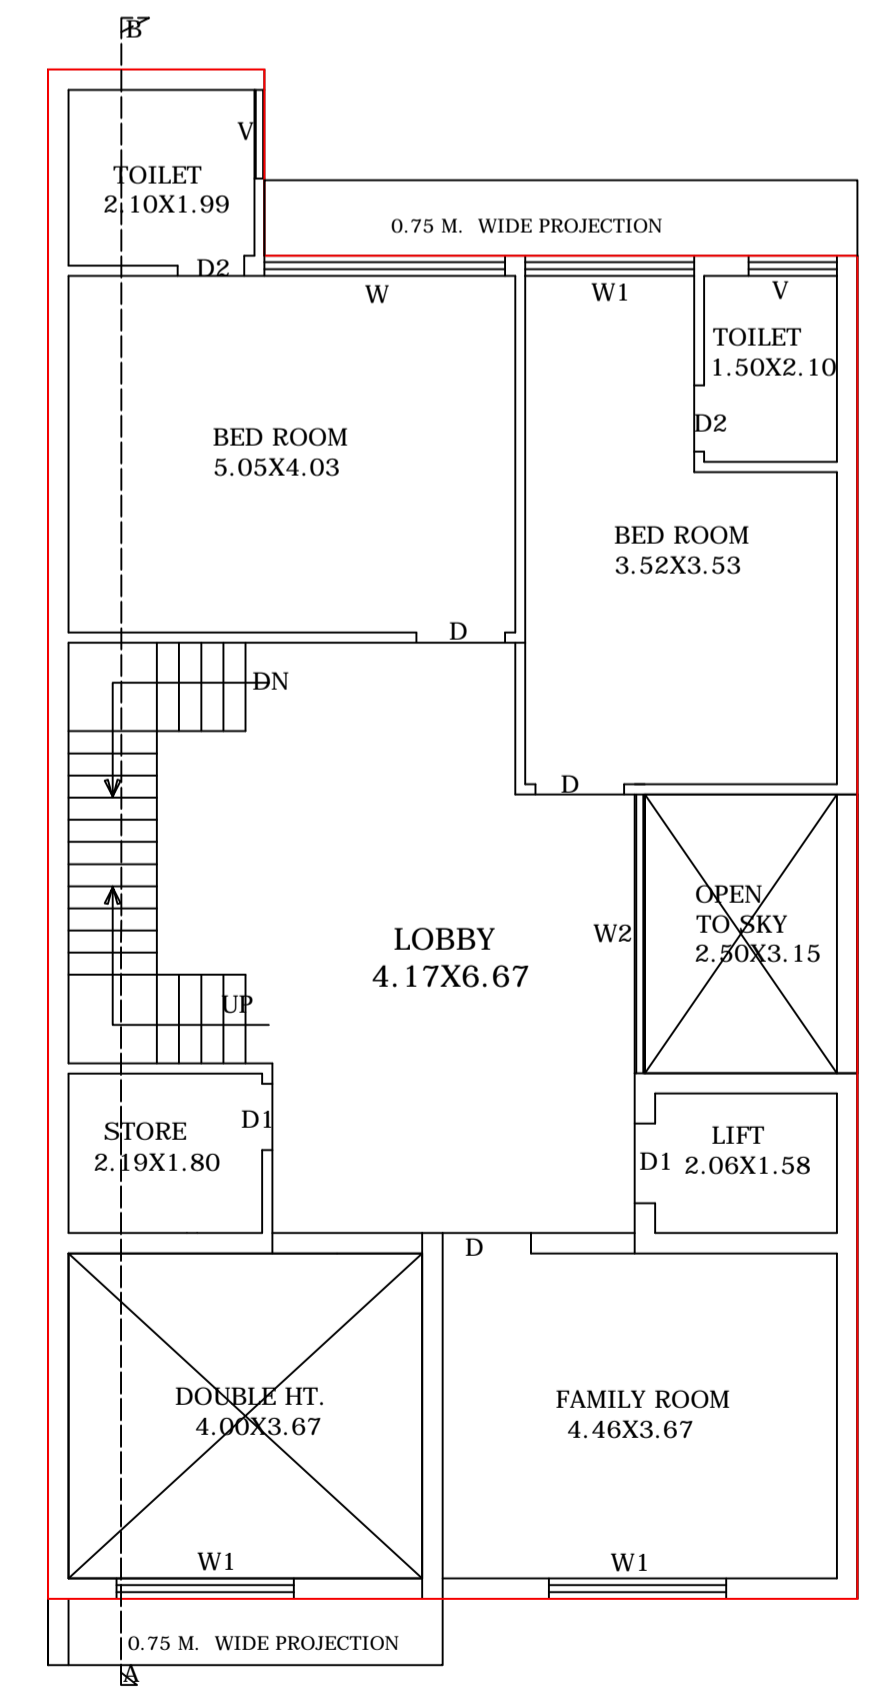 B
V
TOILET
2.10X1.99
0.75 M. WIDE PROJECTION
D2
W
W1
V
TOILET
1.50X2.10
D2
BED ROOM
5.05X4.03
BED ROOM
3.52X3.53
D
DN
D
OPEN
TO SKY
2.50X3.15
W2
LOBBY
4.17X6.67
UP
D1
STORE
2.19X1.80
LIFT
D1
2.06X1.58
D
DOUBLE HT.
4.00X3.67
FAMILY ROOM
4.46X3.67
W1
W1
0.75 M. WIDE PROJECTION
A